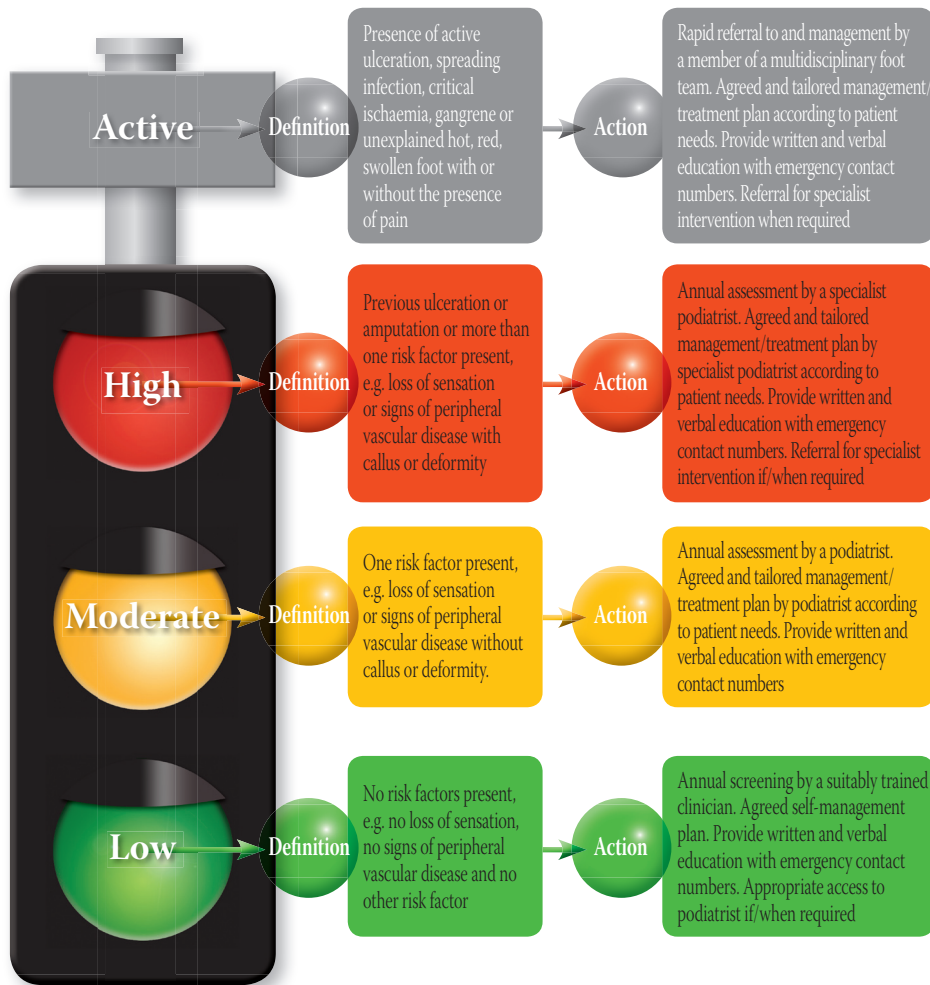 Active
Definition
Presence of active
ulceration, spreading
infection, critical
ischaemia, gangrene or
unexplained hot, red,
swollen foot with or
without the presence
of pain
Action
Rapid referral to and management by
a member of a multidisciplinary foot
team. Agreed and tailored management/
treatment plan according to patient
needs. Provide written and verbal
education with emergency contact
numbers. Referral for specialist
intervention when required
High
Definition
Previous ulceration or
amputation or more than
one risk factor present,
e.g. loss of sensation
or signs of peripheral
vascular disease with
callus or deformity
Action
Annual assessment by a specialist
podiatrist. Agreed and tailored
management/treatment plan by
specialist podiatrist according to
patient needs. Provide written and
verbal education with emergency
contact numbers. Referral for specialist
intervention if/when required
Moderate
Definition
One risk factor present,
e.g. loss of sensation
or signs of peripheral
vascular disease without
callus or deformity.
Action
Annual assessment by a podiatrist.
Agreed and tailored management/
treatment plan by podiatrist according
to patient needs. Provide written and
verbal education with emergency
contact numbers
Low
Definition
No risk factors present,
e.g. no loss of sensation,
no signs of peripheral
vascular disease and no
other risk factor
Action
Annual screening by a suitably trained
clinician. Agreed self-management
plan. Provide written and verbal
education with emergency contact
numbers. Appropriate access to
podiatrist if/when required